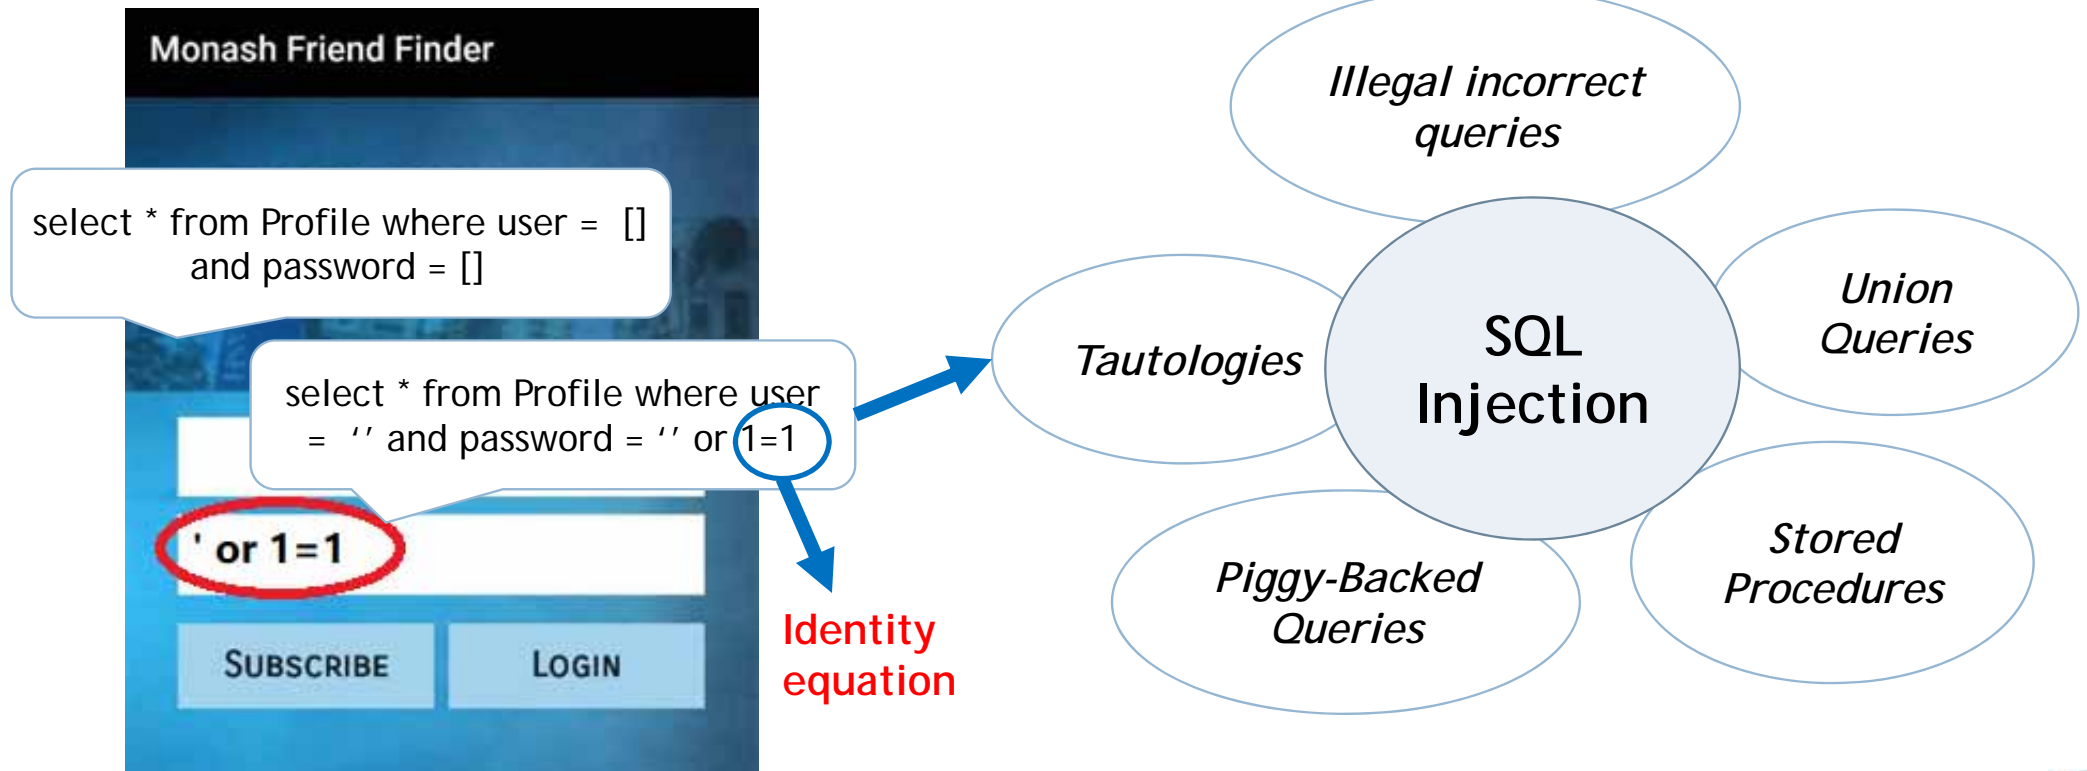 Monash Friend Finder
select * from Profile where user = []
and password = []
select * from Profile where user
= ‘’ and password = ‘’ or 1=1
' or 1=1
SUBSCRIBE
LOGIN
Identity
equation
Illegal incorrect
queries
Tautologies
SQL
Injection
Union
Queries
Piggy-Backed
Queries
Stored
Procedures